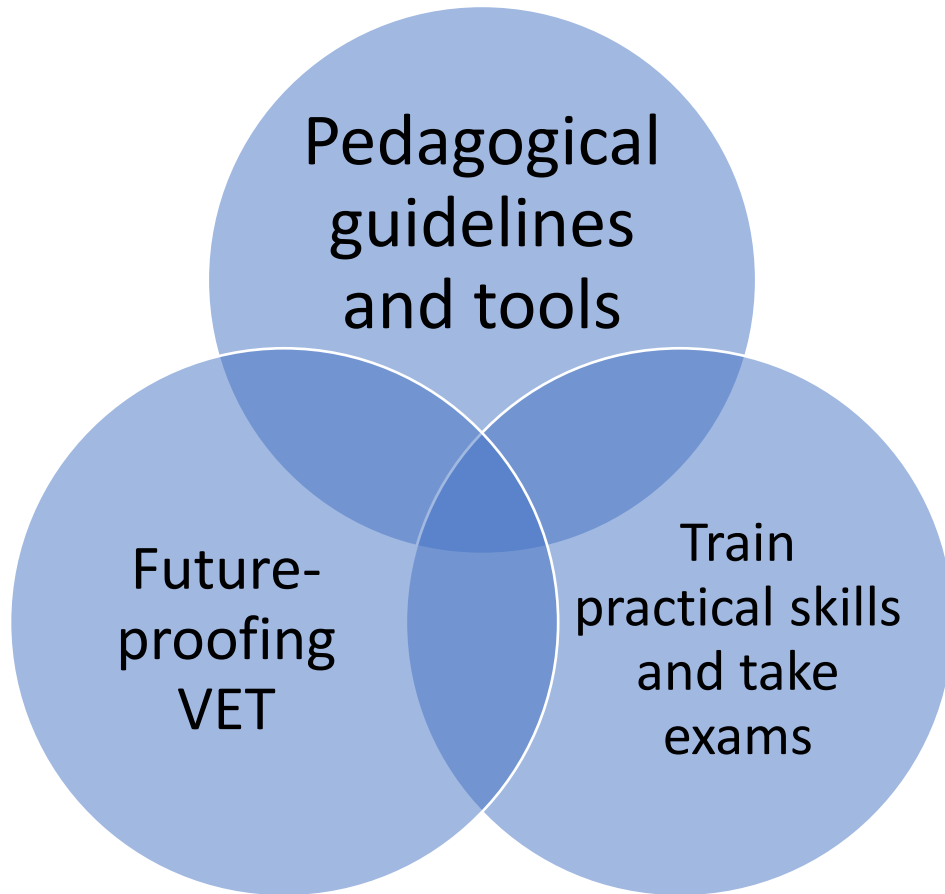 Pedagogical
guidelines
and tools
Future-
proofing
VET
Train
practical skills
and take
exams